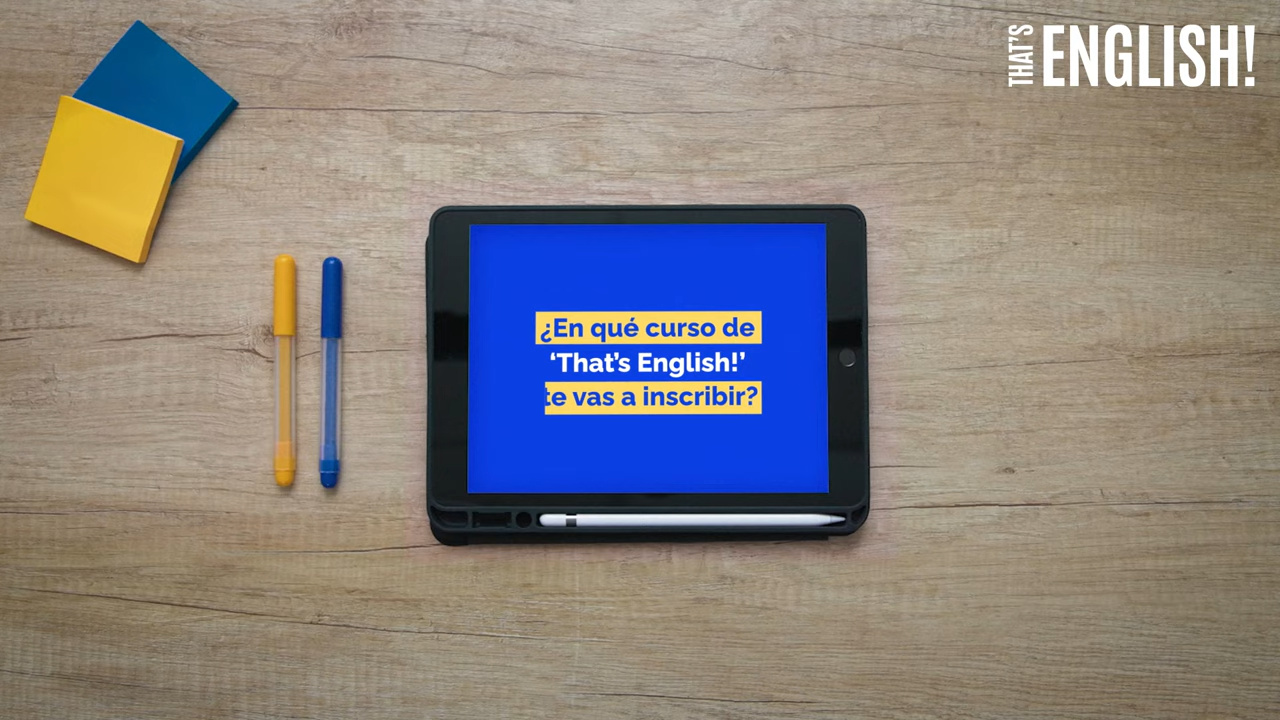 THAT'S ENGLISH!
¿En qué curso de
‘That’s English!’
te vas a inscribir?